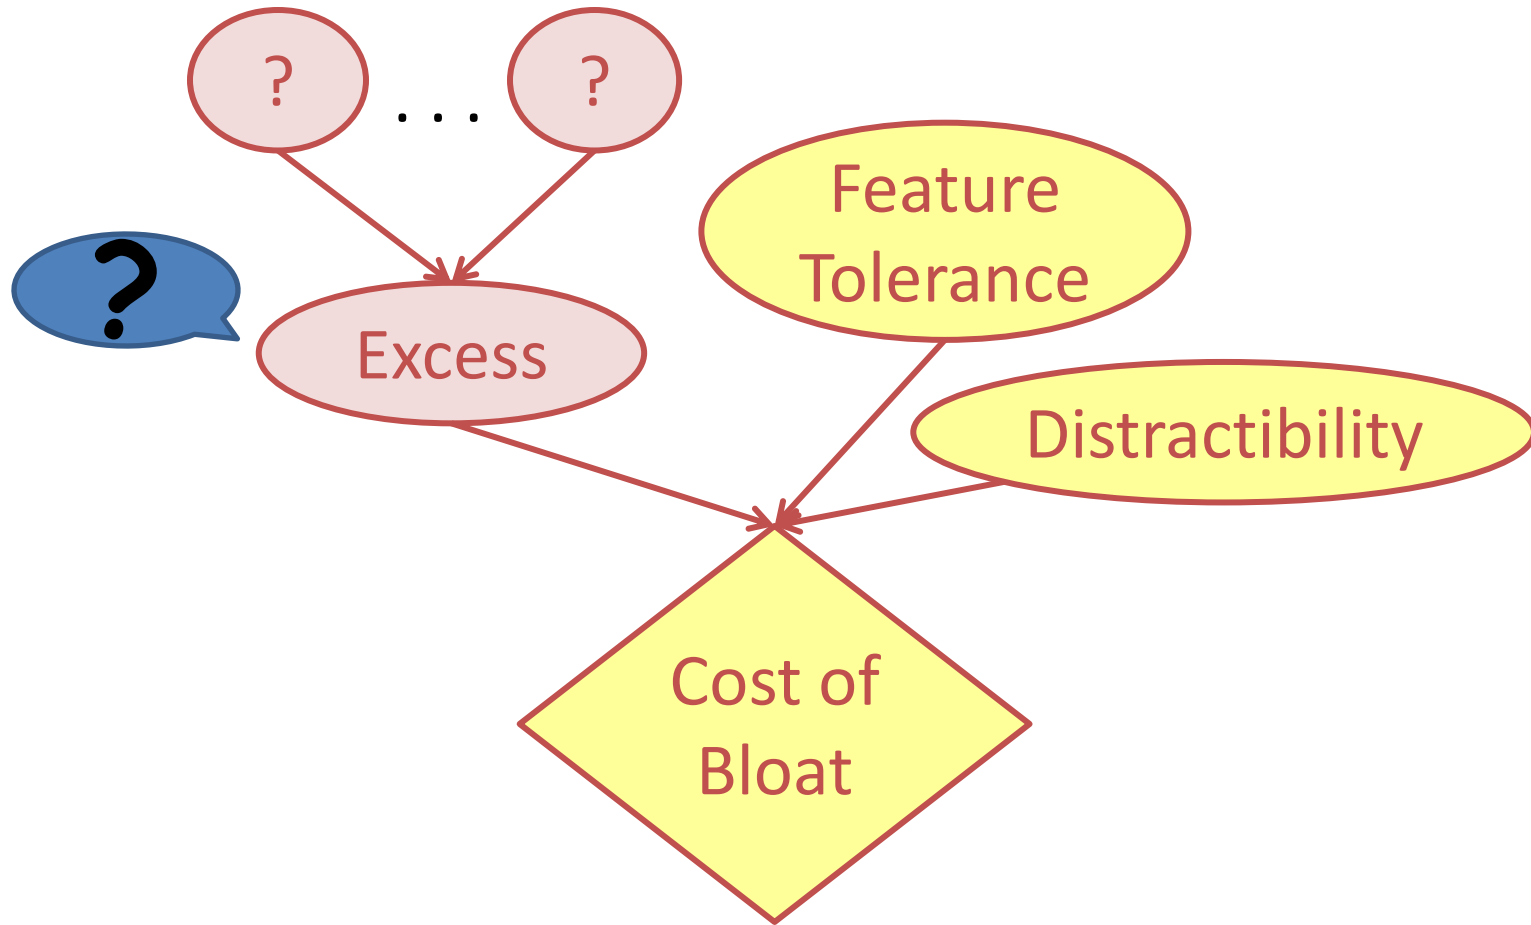 ? . . . ?
Feature
Tolerance
?
Excess
Distractibility
Cost of
Bloat